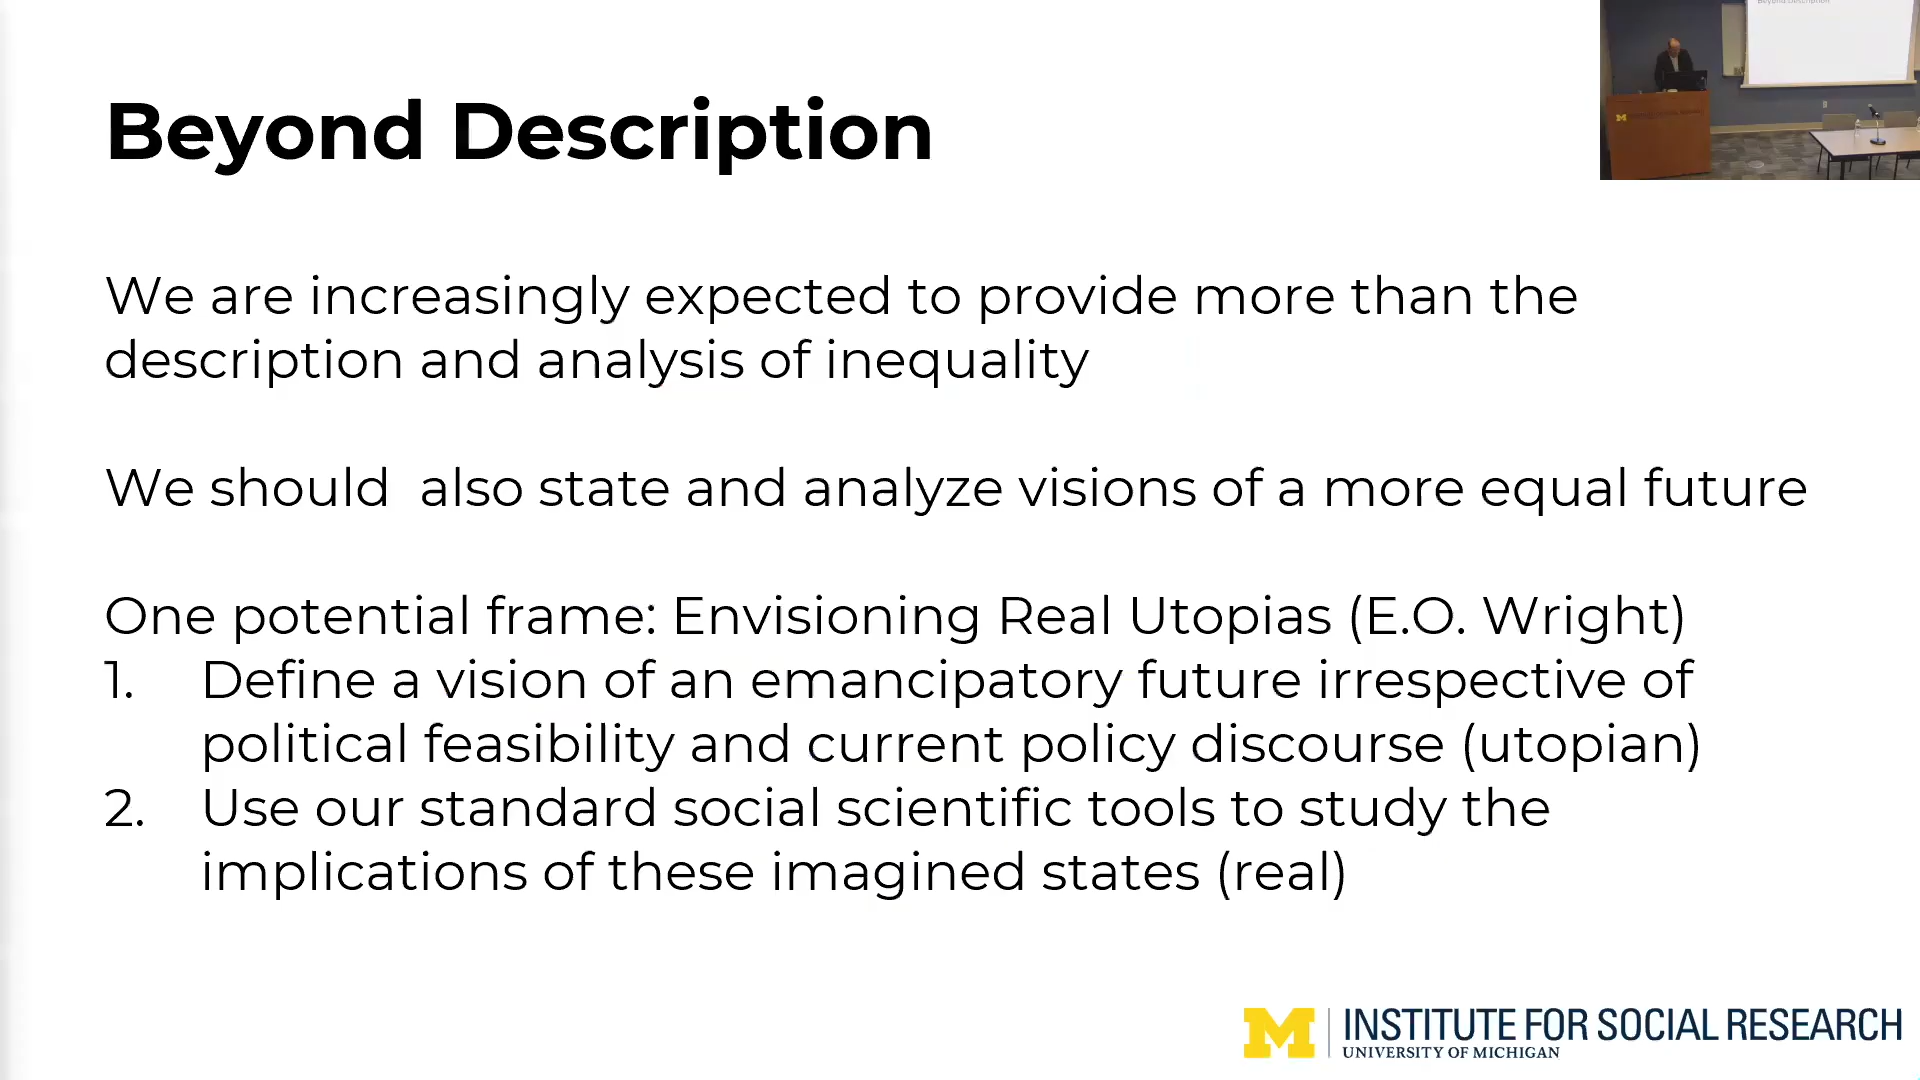 Beyond Description
Beyond Description
We are increasingly expected to provide more than the
description and analysis of inequality
We should  also state and analyze visions of a more equal future
One potential frame: Envisioning Real Utopias (E.O. Wright)
1. Define a vision of an emancipatory future irrespective of
political feasibility and current policy discourse (utopian)
2. Use our standard social scientific tools to study the
implications of these imagined states (real)
M INSTITUTE FOR SOCIAL RESEARCH
UNIVERSITY OF MICHIGAN